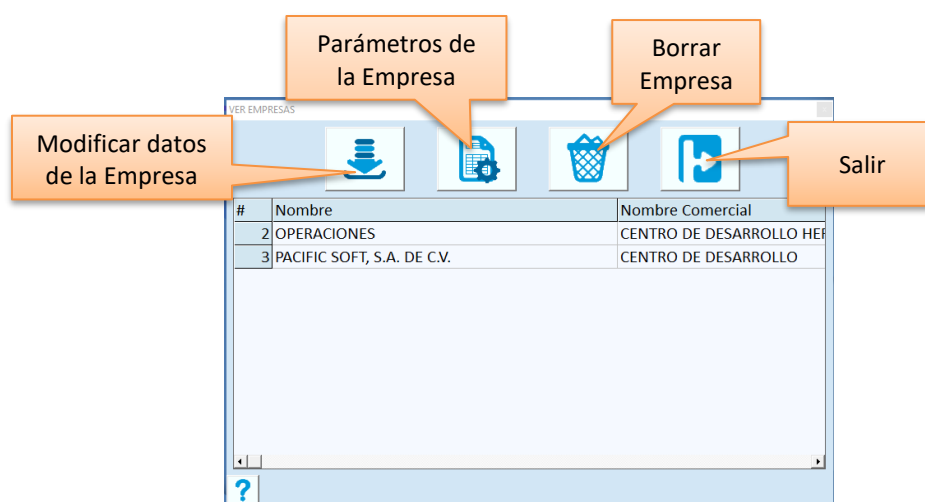 Parámetros de
la Empresa
Borrar
Empresa
VER EMPRESAS
Modificar datos
de la Empresa
Salir
# Nombre Nombre Comercial
2 OPERACIONES CENTRO DE DESARROLLO HER
3 PACIFIC SOFT, S.A. DE C.V. CENTRO DE DESARROLLO
?